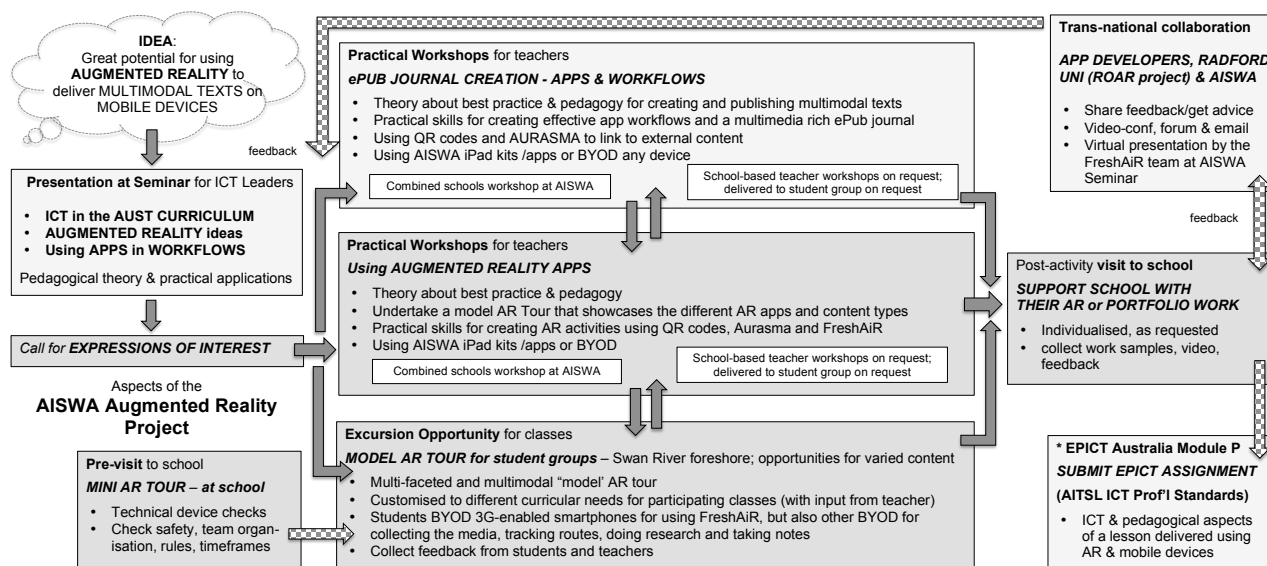 IDEA:
Great potential for using
AUGMENTED REALITY to
deliver MULTIMODAL TEXTS on
MOBILE DEVICES
Presentation at Seminar for ICT Leaders
• ICT in the AUST CURRICULUM
• AUGMENTED REALITY ideas
• Using APPS in WORKFLOWS
Pedagogical theory & practical applications
Call for EXPRESSIONS OF INTEREST
Aspects of the
AISWA Augmented Reality
Project
Pre-visit to school
MINI AR TOUR – at school
• Technical device checks
• Check safety, team organ-
isation, rules, timeframes
feedback
Practical Workshops for teachers
ePUB JOURNAL CREATION - APPS & WORKFLOWS
• Theory about best practice & pedagogy for creating and publishing multimodal texts
• Practical skills for creating effective app workflows and a multimedia rich ePub journal
• Using QR codes and AURASMA to link to external content
• Using AISWA iPad kits /apps or BYOD any device
Combined schools workshop at AISWA
School-based teacher workshops on request;
delivered to student group on request
Practical Workshops for teachers
Using AUGMENTED REALITY APPS
• Theory about best practice & pedagogy
• Undertake a model AR Tour that showcases the different AR apps and content types
• Practical skills for creating AR activities using QR codes, Aurasma and FreshAiR
• Using AISWA iPad kits /apps or BYOD
Combined schools workshop at AISWA
School-based teacher workshops on request;
delivered to student group on request
Excursion Opportunity for classes
MODEL AR TOUR for student groups – Swan River foreshore; opportunities for varied content
• Multi-faceted and multimodal “model’ AR tour
• Customised to different curricular needs for participating classes (with input from teacher)
• Students BYOD 3G-enabled smartphones for using FreshAiR, but also other BYOD for
collecting the media, tracking routes, doing research and taking notes
• Collect feedback from students and teachers
Trans-national collaboration
APP DEVELOPERS, RADFORD
UNI (ROAR project) & AISWA
• Share feedback/get advice
• Video-conf, forum & email
• Virtual presentation by the
FreshAiR team at AISWA
Seminar
feedback
Post-activity visit to school
SUPPORT SCHOOL WITH
THEIR AR or PORTFOLIO WORK
• Individualised, as requested
• collect work samples, video,
feedback
* EPICT Australia Module P
SUBMIT EPICT ASSIGNMENT
(AITSL ICT Prof’l Standards)
• ICT & pedagogical aspects
of a lesson delivered using
AR & mobile devices